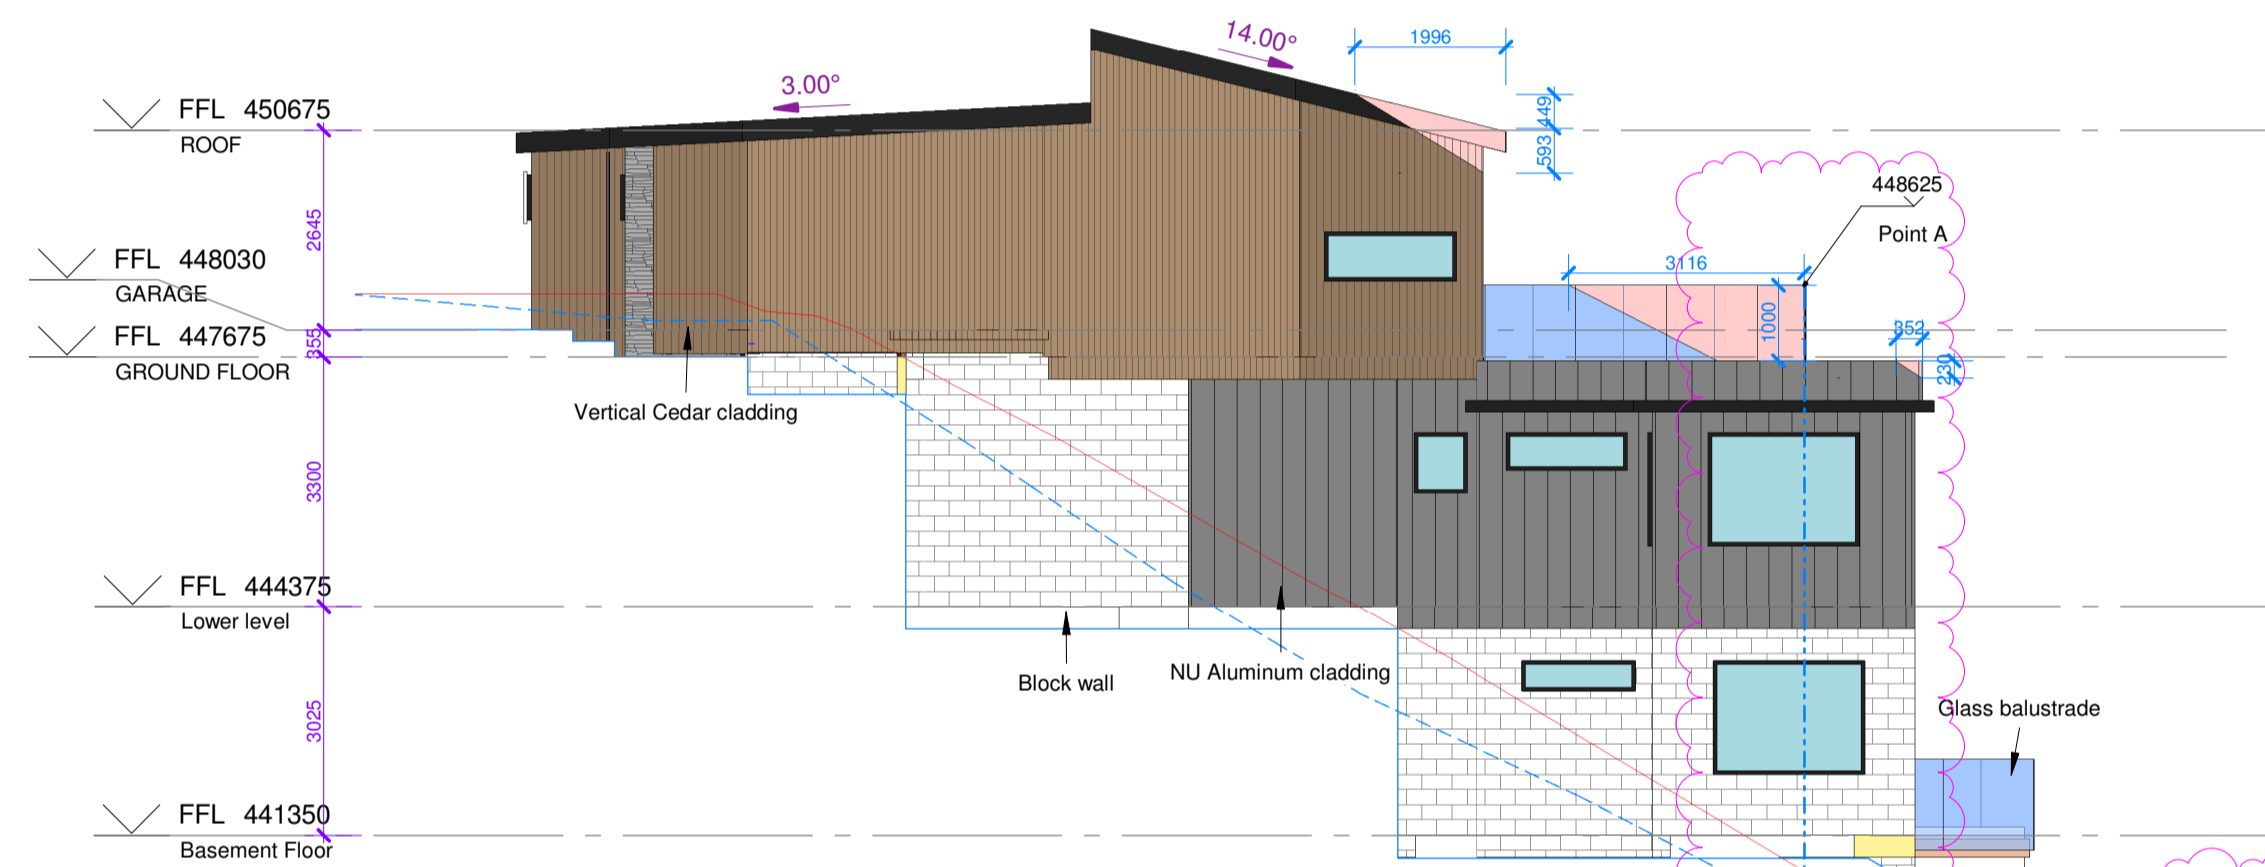 14.00°
1996
3.00°
FFL 450675
ROOF
449
593
448625
Point A
2645
FFL 448030
GARAGE
3116
1000
352
FFL 447675
355
GROUND FLOOR
230
Vertical Cedar cladding
3300
FFL 444375
Lower level
Block wall
NU Aluminum cladding
3025
Glass balustrade
FFL 441350
Basement Floor